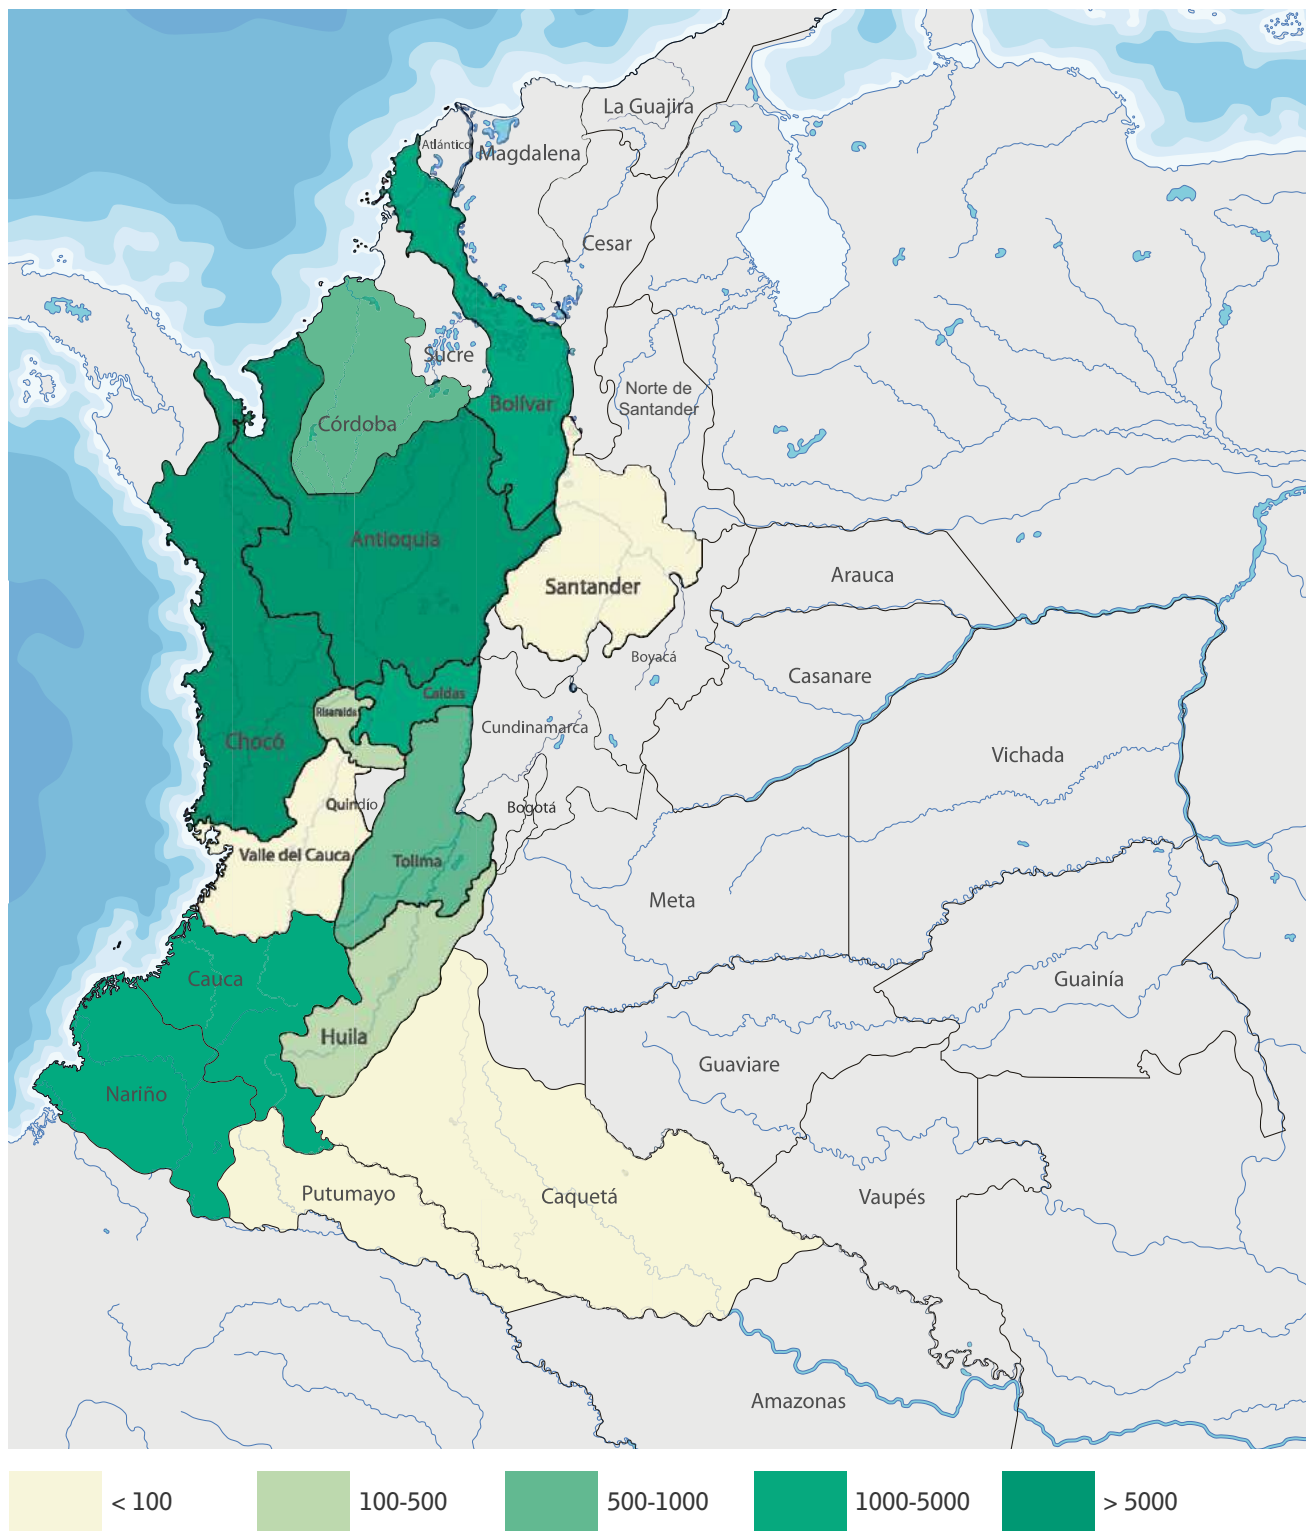 La Guajira
Atlántico
Magdalena
Cesar
Sucre
Norte de
Santander
Bolívar
Córdoba
Antioquia
Santander
Arauca
Boyacá
Casanare
Caldas
Risaralda
Cundinamarca
Chocó
Vichada
Quindío
Bogotá
Valle del Cauca
Tolima
Meta
Cauca
Guainía
Huila
Guaviare
Nariño
Putumayo
Caquetá
Vaupés
Amazonas
< 100
100-500
500-1000
1000-5000
> 5000